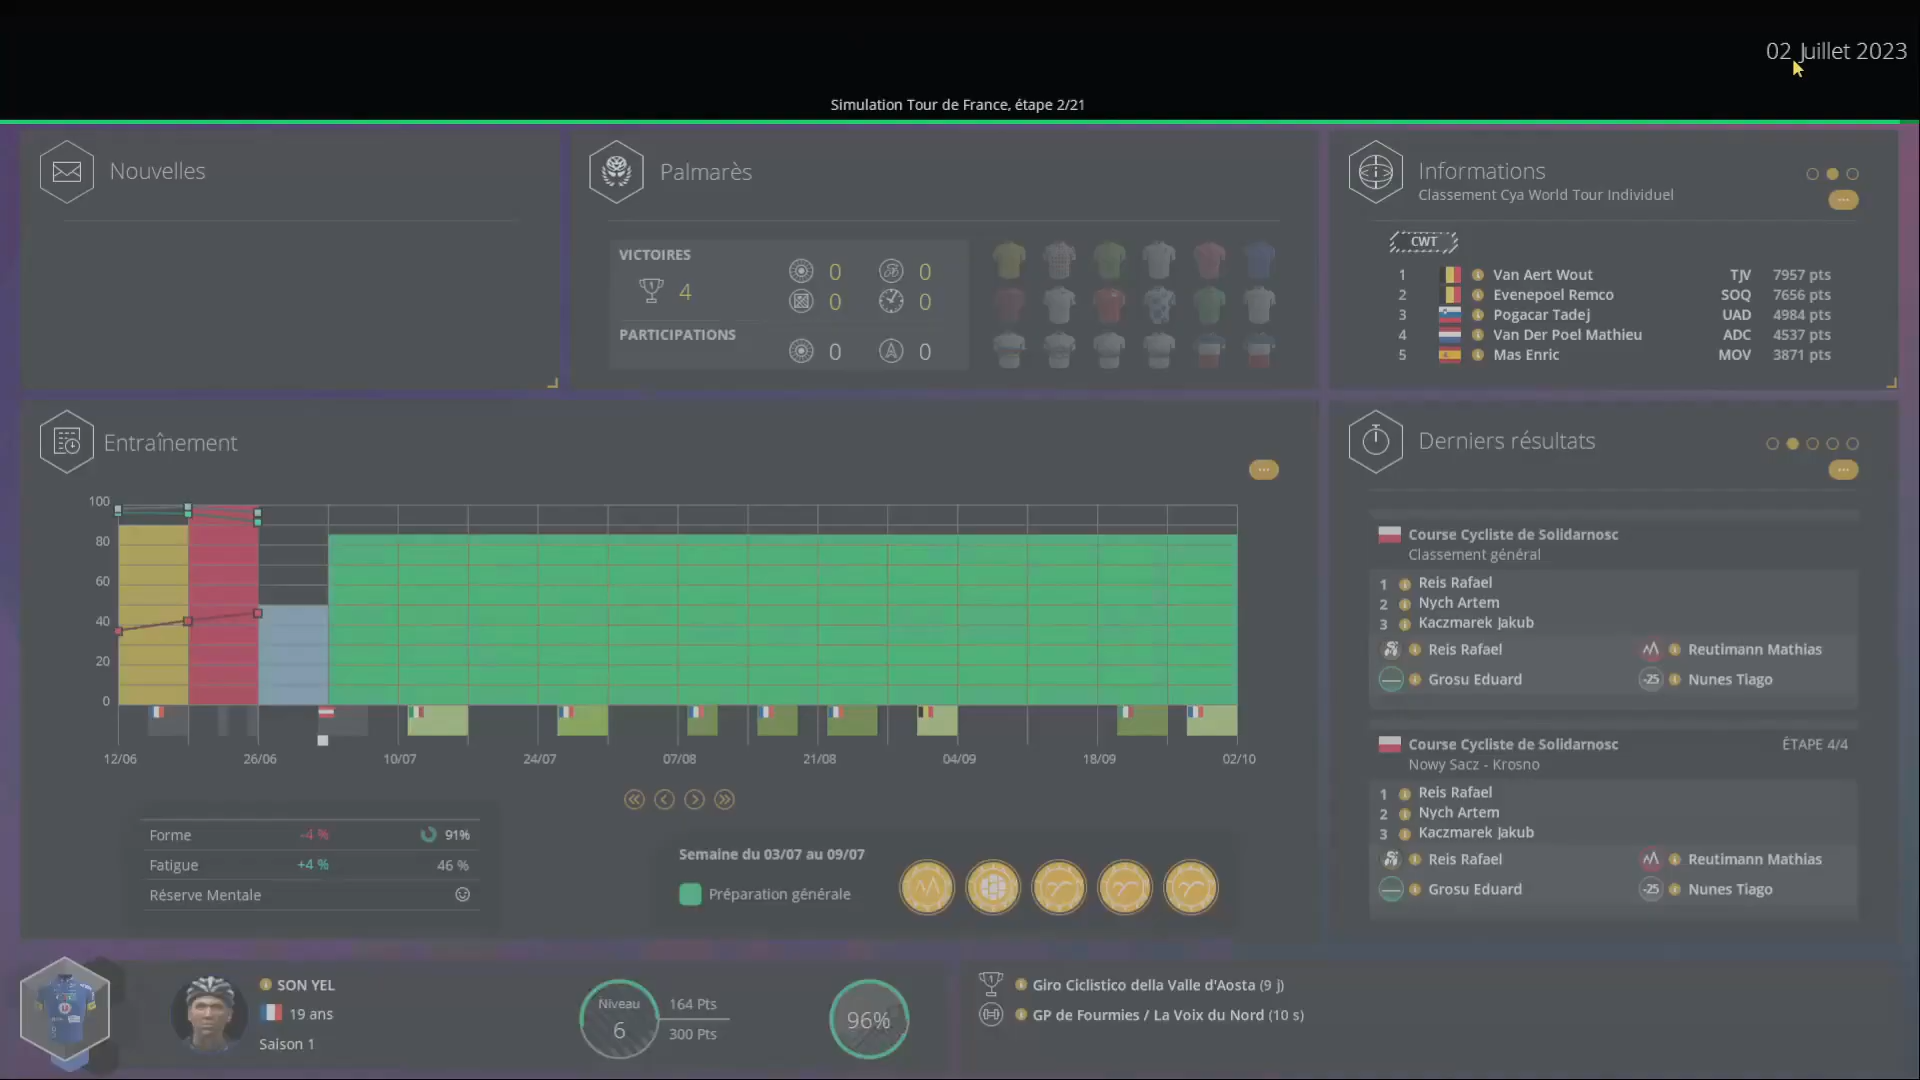 02 Juillet 2023
Simulation Tour de France, étape 2/21
Nouvelles
Palmarès
VICTOIRES
4
0
0
0
0
PARTICIPATIONS
0
0
Informations
Classement Cya World Tour Individuel
...
CWT
1 Van Aert Wout TJV 7957 pts
2 Evenepoel Remco SOQ 7656 pts
3 Pogacar Tadej UAD 4984 pts
4 Van Der Poel Mathieu ADC 4537 pts
5 Mas Enric MOV 3871 pts
Entraînement
...
100
80
60
40
20
0
12/06 26/06 10/07 24/07 07/08 21/08 04/09 18/09 02/10
Forme -4 % 91%
Fatigue +4 % 46 %
Réserve Mentale
Semaine du 03/07 au 09/07
Préparation générale
Derniers résultats
...
Course Cycliste de Solidarnosc
Classement général
1 Reis Rafael
2 Nych Artem
3 Kaczmarek Jakub
Reis Rafael Reutimann Mathias
Grosu Eduard -25 Nunes Tiago
Course Cycliste de Solidarnosc ÉTAPE 4/4
Nowy Sacz - Krosno
1 Reis Rafael
2 Nych Artem
3 Kaczmarek Jakub
Reis Rafael Reutimann Mathias
Grosu Eduard -25 Nunes Tiago
SON YEL
19 ans
Saison 1
Niveau
6
164 Pts
300 Pts
96%
Giro Ciclistico della Valle d'Aosta (9 j)
GP de Fourmies / La Voix du Nord (10 s)